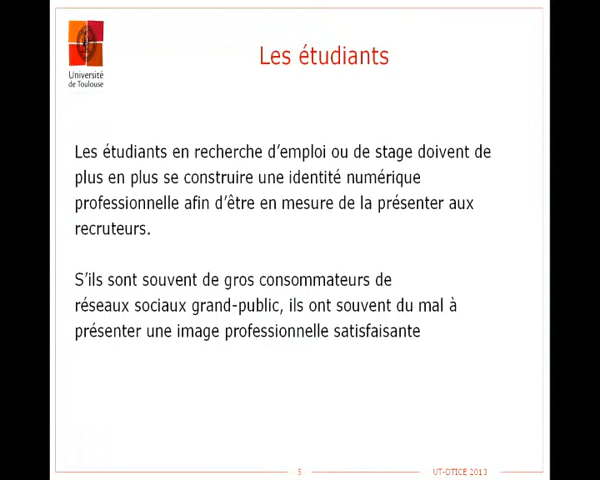 Université
de Toulouse
Les étudiants
Les étudiants en recherche d'emploi ou de stage doivent de
plus en plus se construire une identité numérique
professionnelle afin d'être en mesure de la présenter aux
recruteurs.
S'ils sont souvent de gros consommateurs de
réseaux sociaux grand-public, ils ont souvent du mal à
présenter une image professionnelle satisfaisante
5
UT-DTICE 2013